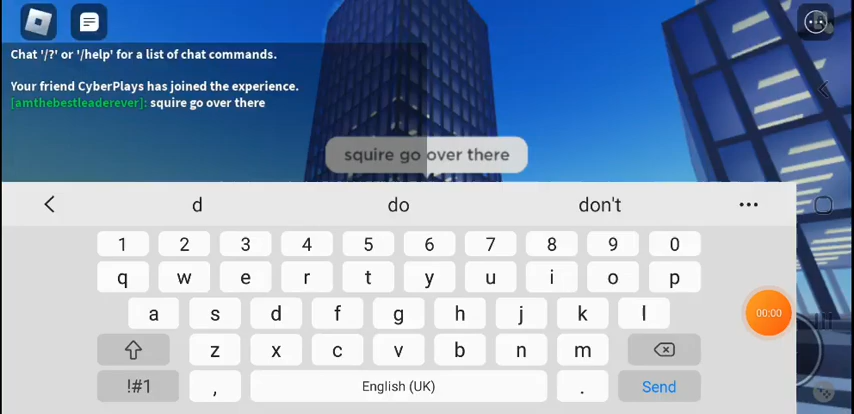 Chat '/?' or '/help' for a list of chat commands.
Your friend CyberPlays has joined the experience.
[amthebestleaderever]: squire go over there
squire go over there
d do don't
1 2 3 4 5 6 7 8 9 0
q w e r t y u i o p
a s d f g h j k l
00:00
z x c v b n m
!#1 , English (UK) . Send